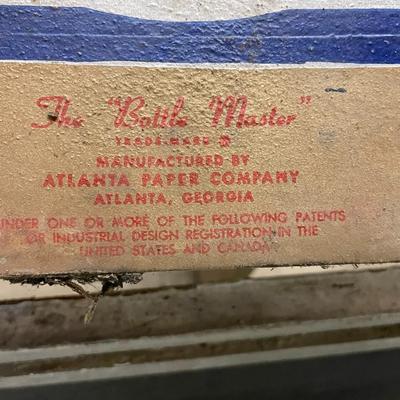 The "Bottle Master"
TRADE-MARK ®
MANUFACTURED BY
ATLANTA PAPER COMPANY
ATLANTA, GEORGIA
UNDER ONE OR MORE OF THE FOLLOWING PATENTS
OR INDUSTRIAL DESIGN REGISTRATION IN THE
UNITED STATES AND CANADA